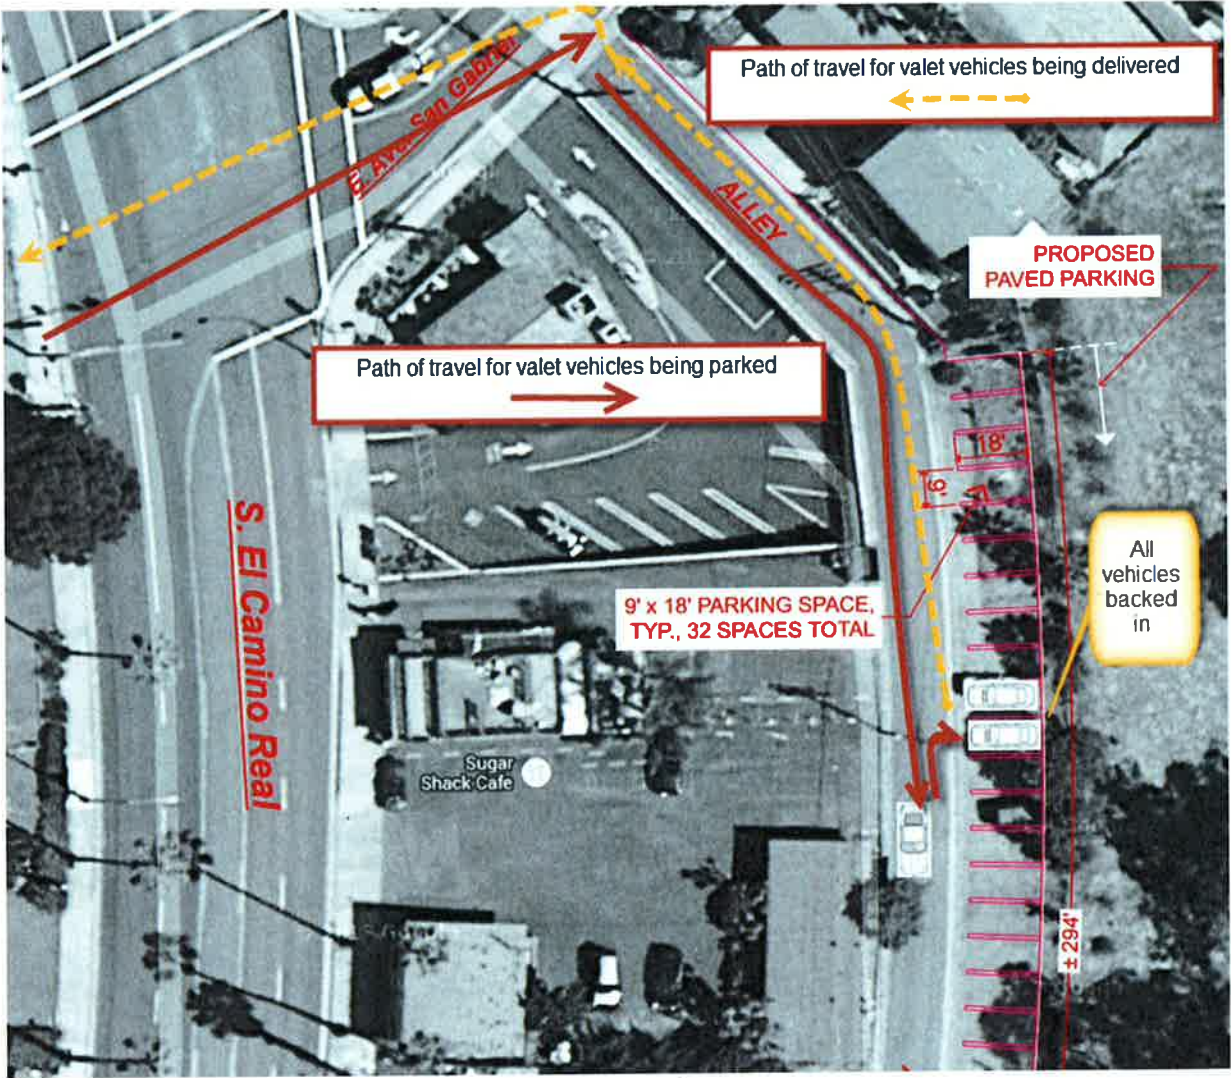 Path of travel for valet vehicles being delivered
S. Ave. San Gabriel
ALLEY
PROPOSED
PAVED PARKING
Path of travel for valet vehicles being parked
18'
9'
S. El Camino Real
All
vehicles
backed
in
9' x 18' PARKING SPACE,
TYP., 32 SPACES TOTAL
Sugar
Shack Cafe
± 294'